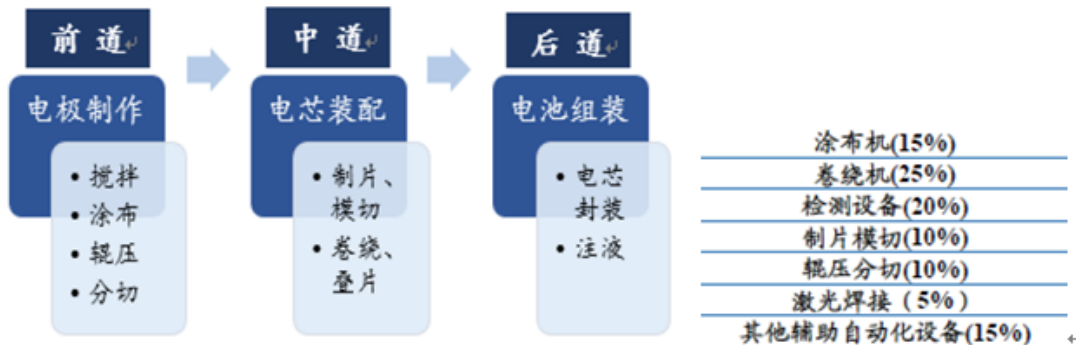 前 道
电极制作
• 搅拌
• 涂布
• 辊压
• 分切
中 道
电芯装配
• 制片、
模切
• 卷绕、
叠片
后 道
电池组装
• 电芯
封装
• 注液
涂布机(15%)
卷绕机(25%)
检测设备(20%)
制片模切(10%)
辊压分切(10%)
激光焊接（5%）
其他辅助自动化设备(15%)